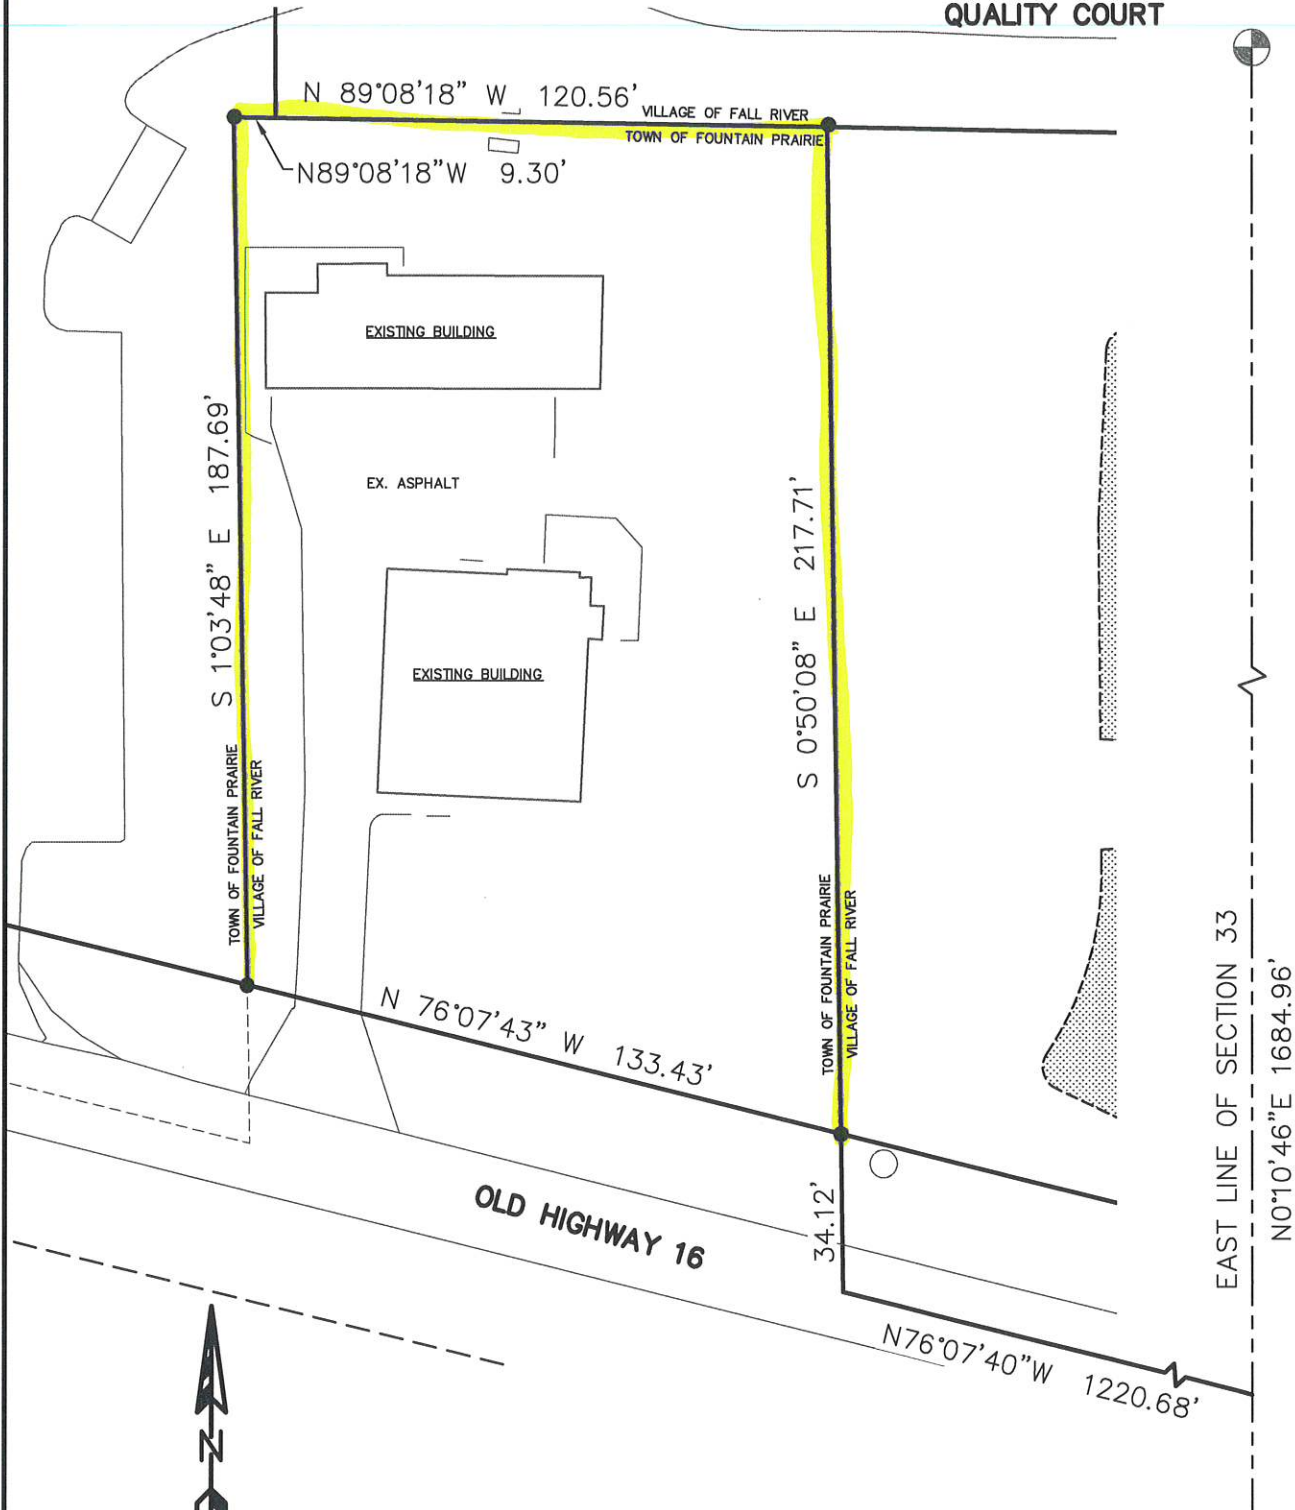 QUALITY COURT
N 89°08'18" W 120.56'
VILLAGE OF FALL RIVER
TOWN OF FOUNTAIN PRAIRIE
N89°08'18"W 9.30'
EXISTING BUILDING
S 1°03'48" E 187.69'
EX. ASPHALT
S 0°50'08" E 217.71'
EXISTING BUILDING
TOWN OF FOUNTAIN PRAIRIE
VILLAGE OF FALL RIVER
TOWN OF FOUNTAIN PRAIRIE
VILLAGE OF FALL RIVER
EAST LINE OF SECTION 33
N0°10'46"E 1684.96'
N 76°07'43" W 133.43'
OLD HIGHWAY 16
34.12'
N76°07'40"W 1220.68'
N